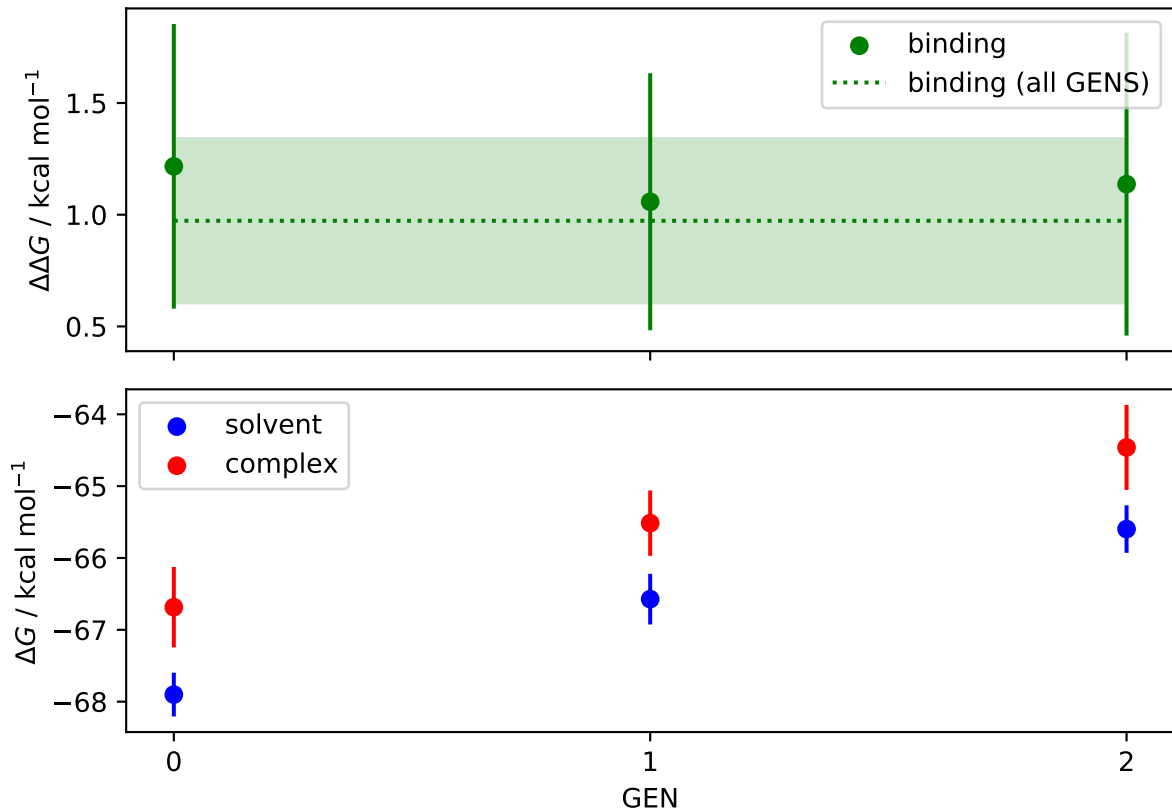 binding
binding (all GENS)
ΔΔG / kcal mol⁻¹
1.5
1.0
0.5
solvent
complex
ΔG / kcal mol⁻¹
−64
−65
−66
−67
−68
0 1 2
GEN